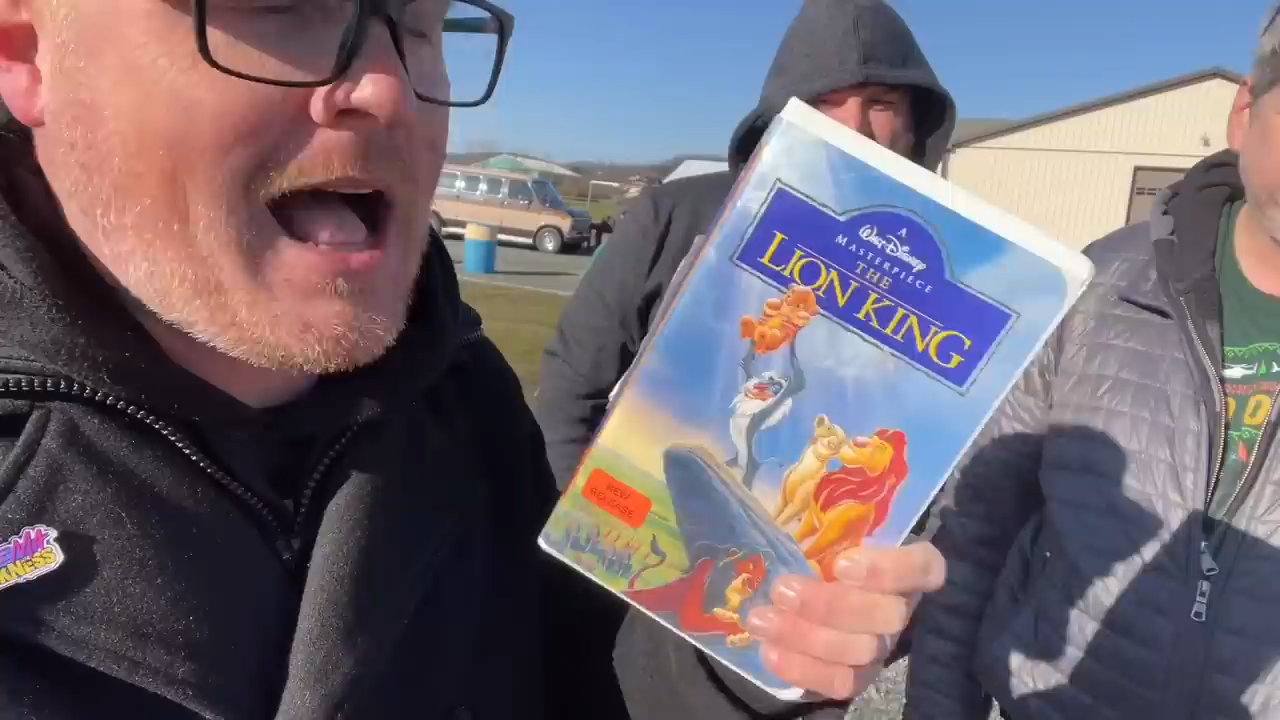 A
Walt Disney
MASTERPIECE
THE
LION KING
NEW
RELEASE